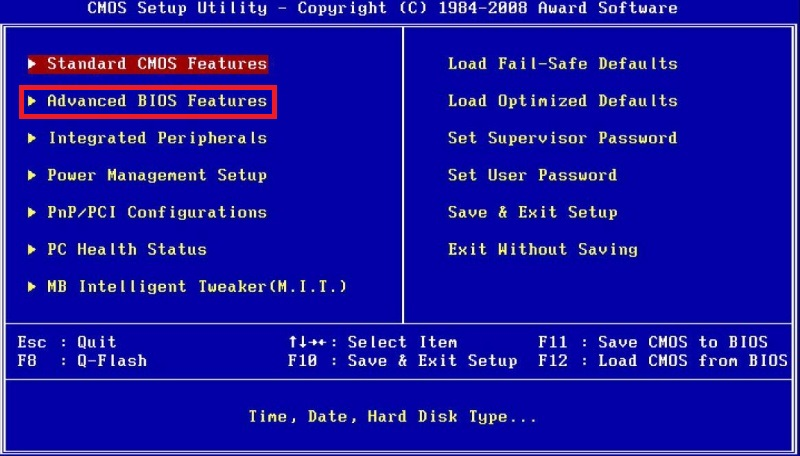 CMOS Setup Utility - Copyright (C) 1984-2008 Award Software
Standard CMOS Features
Advanced BIOS Features
Integrated Peripherals
Power Management Setup
PnP/PCI Configurations
PC Health Status
MB Intelligent Tweaker(M.I.T.)
Load Fail-Safe Defaults
Load Optimized Defaults
Set Supervisor Password
Set User Password
Save & Exit Setup
Exit Without Saving
Esc : Quit
F8 : Q-Flash
↑↓→←: Select Item
F10 : Save & Exit Setup
F11 : Save CMOS to BIOS
F12 : Load CMOS from BIOS
Time, Date, Hard Disk Type...